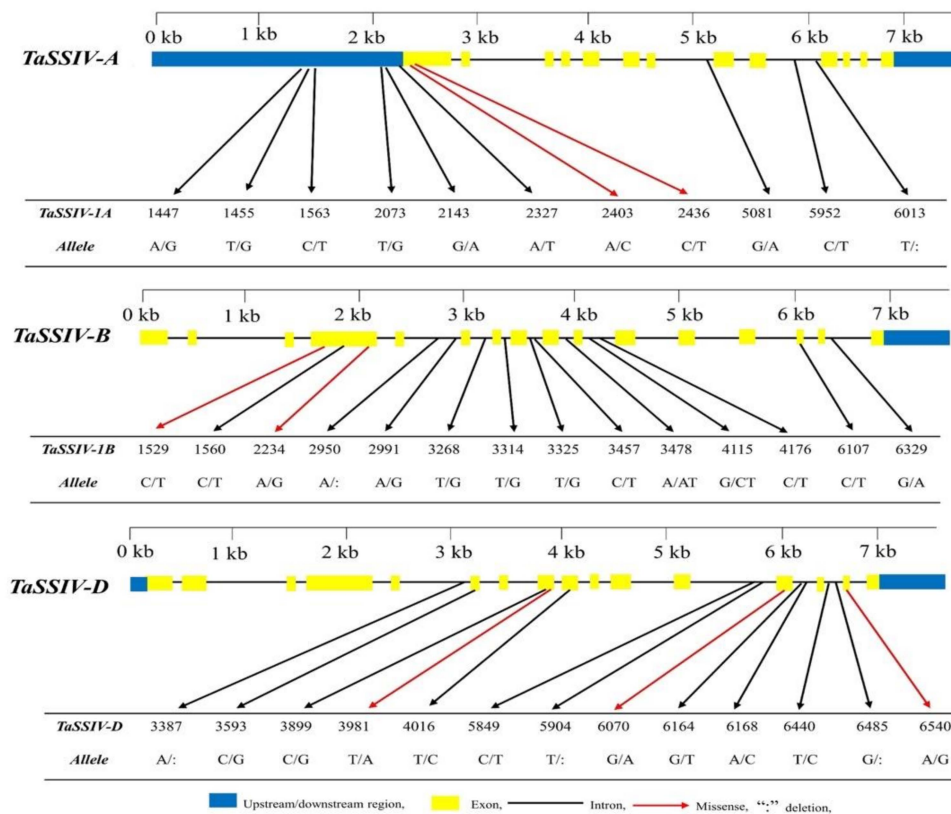 0 kb 1 kb 2 kb 3 kb 4 kb 5 kb 6 kb 7 kb
TaSSIV-A
TaSSIV-1A 1447 1455 1563 2073 2143 2327 2403 2436 5081 5952 6013
Allele A/G T/G C/T T/G G/A A/T A/C C/T G/A C/T T/:
0 kb 1 kb 2 kb 3 kb 4 kb 5 kb 6 kb 7 kb
TaSSIV-B
TaSSIV-1B 1529 1560 2234 2950 2991 3268 3314 3325 3457 3478 4115 4176 6107 6329
Allele C/T C/T A/G A/: A/G T/G T/G T/G C/T A/AT G/CT C/T C/T G/A
0 kb 1 kb 2 kb 3 kb 4 kb 5 kb 6 kb 7 kb
TaSSIV-D
TaSSIV-D 3387 3593 3899 3981 4016 5849 5904 6070 6164 6168 6440 6485 6540
Allele A/: C/G C/G T/A T/C C/T T/: G/A G/T A/C T/C G/: A/G
Upstream/downstream region, Exon, Intron, Missense, “:” deletion,